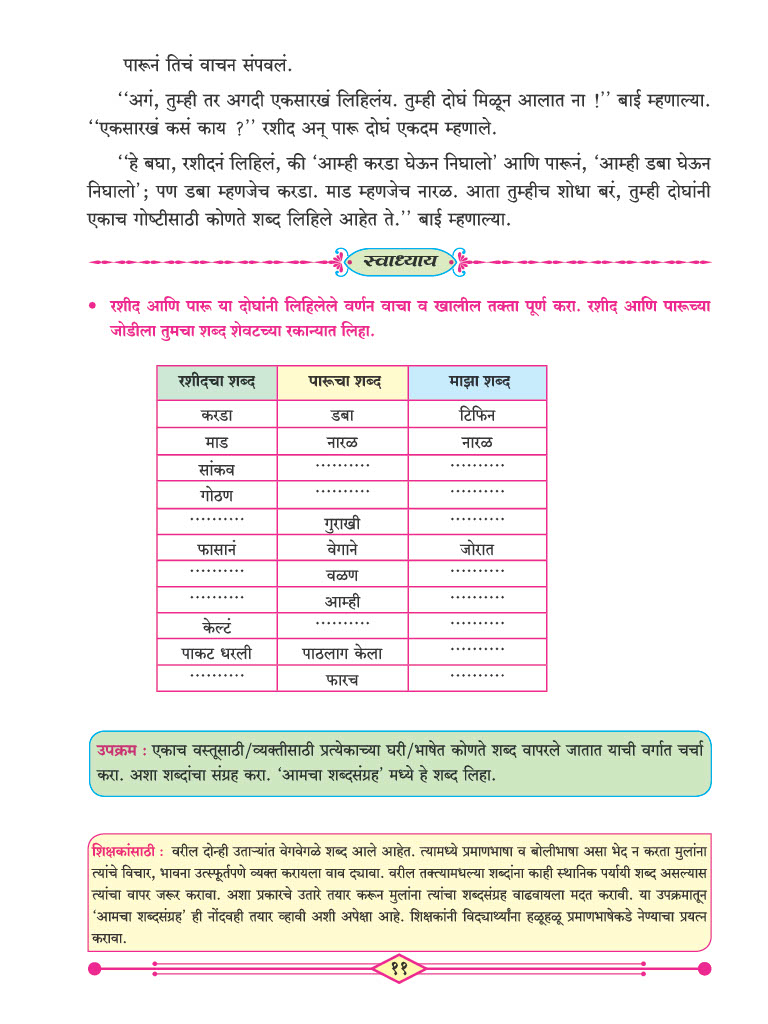 पारूनं तिचं वाचन संपवलं.
‘‘अगं, तुम्ही तर अगदी एकसारखं लिहिलंय. तुम्ही दोघं मिळून आलात ना !’’ बाई म्हणाल्या.
‘‘एकसारखं कसं काय ?’’ रशीद अन् पारू दोघं एकदम म्हणाले.
‘‘हे बघा, रशीदनं लिहिलं, की ‘आम्ही करडा घेऊन निघालो’ आणि पारूनं, ‘आम्ही डबा घेऊन
निघालो’; पण डबा म्हणजेच करडा. माड म्हणजेच नारळ. आता तुम्हीच शोधा बरं, तुम्ही दोघांनी
एकाच गोष्टीसाठी कोणते शब्द लिहिले आहेत ते.’’ बाई म्हणाल्या.
स्वाध्याय
• रशीद आणि पारू या दोघांनी लिहिलेले वर्णन वाचा व खालील तक्ता पूर्ण करा. रशीद आणि पारूच्या
जोडीला तुमचा शब्द शेवटच्या रकान्यात लिहा.
रशीदचा शब्द पारूचा शब्द माझा शब्द
करडा डबा टिफिन
माड नारळ नारळ
सांकव .......... ..........
गोठण .......... ..........
.......... गुराखी ..........
फासानं वेगाने जोरात
.......... वळण ..........
.......... आम्ही ..........
केल्टं .......... ..........
पाकट धरली पाठलाग केला ..........
.......... फारच ..........
उपक्रम : एकाच वस्तूसाठी/व्यक्तीसाठी प्रत्येकाच्या घरी/भाषेत कोणते शब्द वापरले जातात याची वर्गात चर्चा
करा. अशा शब्दांचा संग्रह करा. ‘आमचा शब्दसंग्रह’ मध्ये हे शब्द लिहा.
शिक्षकांसाठी : वरील दोन्ही उताऱ्यांत वेगवेगळे शब्द आले आहेत. त्यामध्ये प्रमाणभाषा व बोलीभाषा असा भेद न करता मुलांना
त्यांचे विचार, भावना उत्स्फूर्तपणे व्यक्त करायला वाव द्यावा. वरील तक्त्यामधल्या शब्दांना काही स्थानिक पर्यायी शब्द असल्यास
त्यांचा वापर जरूर करावा. अशा प्रकारचे उतारे तयार करून मुलांना त्यांचा शब्दसंग्रह वाढवायला मदत करावी. या उपक्रमातून
‘आमचा शब्दसंग्रह’ ही नोंदवही तयार व्हावी अशी अपेक्षा आहे. शिक्षकांनी विद्यार्थ्यांना हळूहळू प्रमाणभाषेकडे नेण्याचा प्रयत्न
करावा.
११